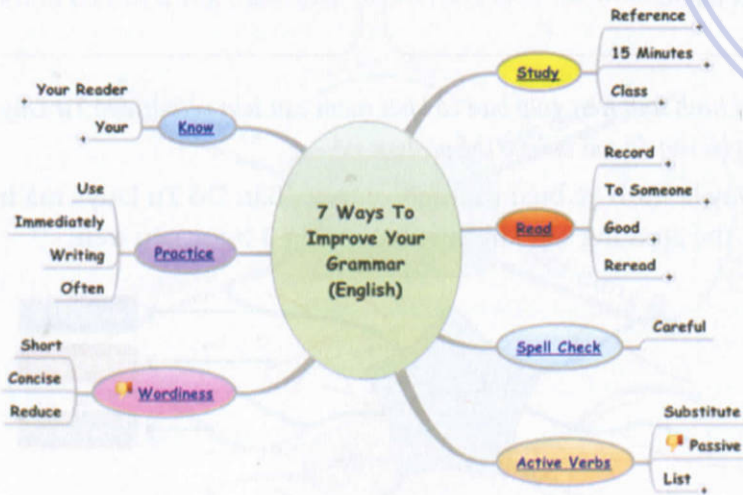 7 Ways To
Improve Your
Grammar
(English)
Study
Reference
15 Minutes
Class
Read
Record
To Someone
Good
Reread
Spell Check
Careful
Active Verbs
Substitute
Passive
List
Wordiness
Short
Concise
Reduce
Practice
Use
Immediately
Writing
Often
Know
Your Reader
Your